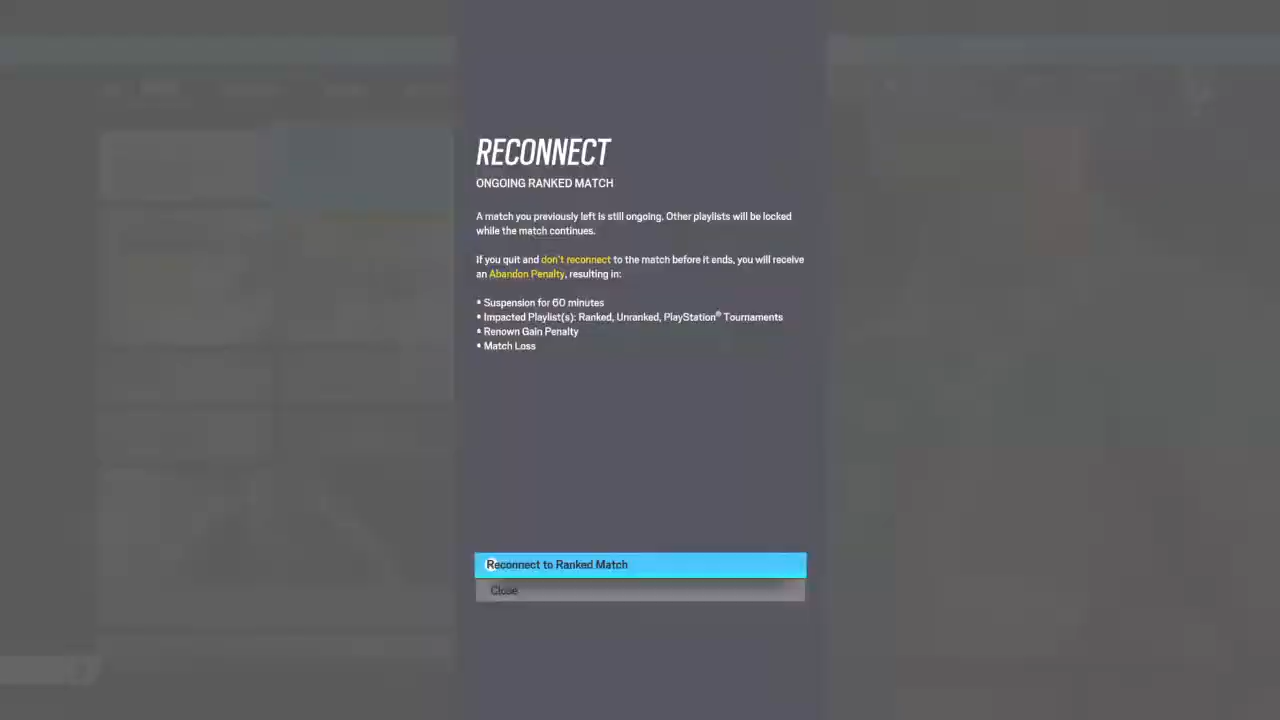 RECONNECT
ONGOING RANKED MATCH
A match you previously left is still ongoing. Other playlists will be locked
while the match continues.
If you quit and don't reconnect to the match before it ends, you will receive
an Abandon Penalty, resulting in:
• Suspension for 60 minutes
• Impacted Playlist(s): Ranked, Unranked, PlayStation® Tournaments
• Renown Gain Penalty
• Match Loss
Reconnect to Ranked Match
Close